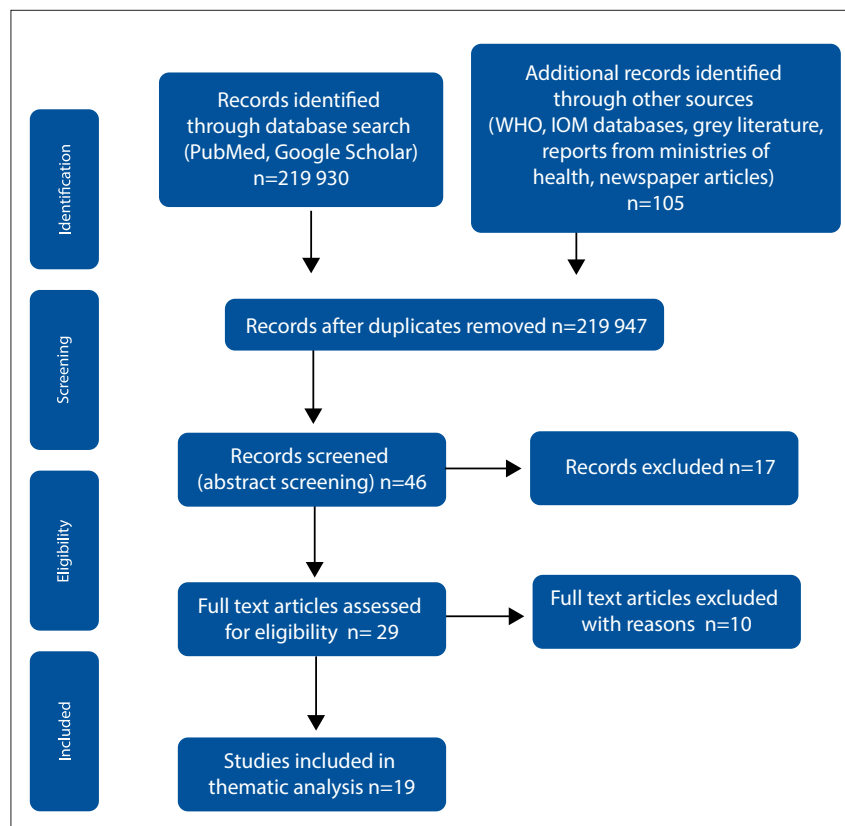 Identification
Records identified
through database search
(PubMed, Google Scholar)
n=219 930
Additional records identified
through other sources
(WHO, IOM databases, grey literature,
reports from ministries of
health, newspaper articles)
n=105
Screening
Records after duplicates removed n=219 947
Records screened
(abstract screening) n=46
Records excluded n=17
Eligibility
Full text articles assessed
for eligibility n= 29
Full text articles excluded
with reasons n=10
Included
Studies included in
thematic analysis n=19